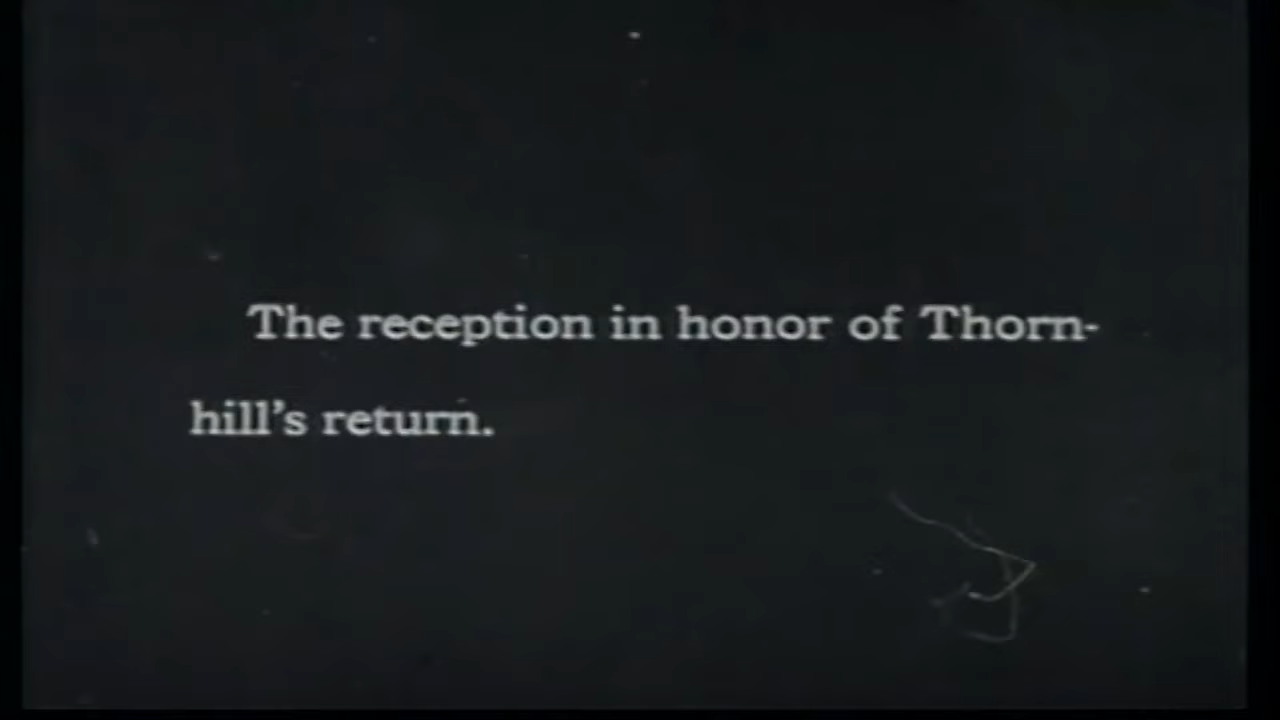 The reception in honor of Thorn-
hill's return.